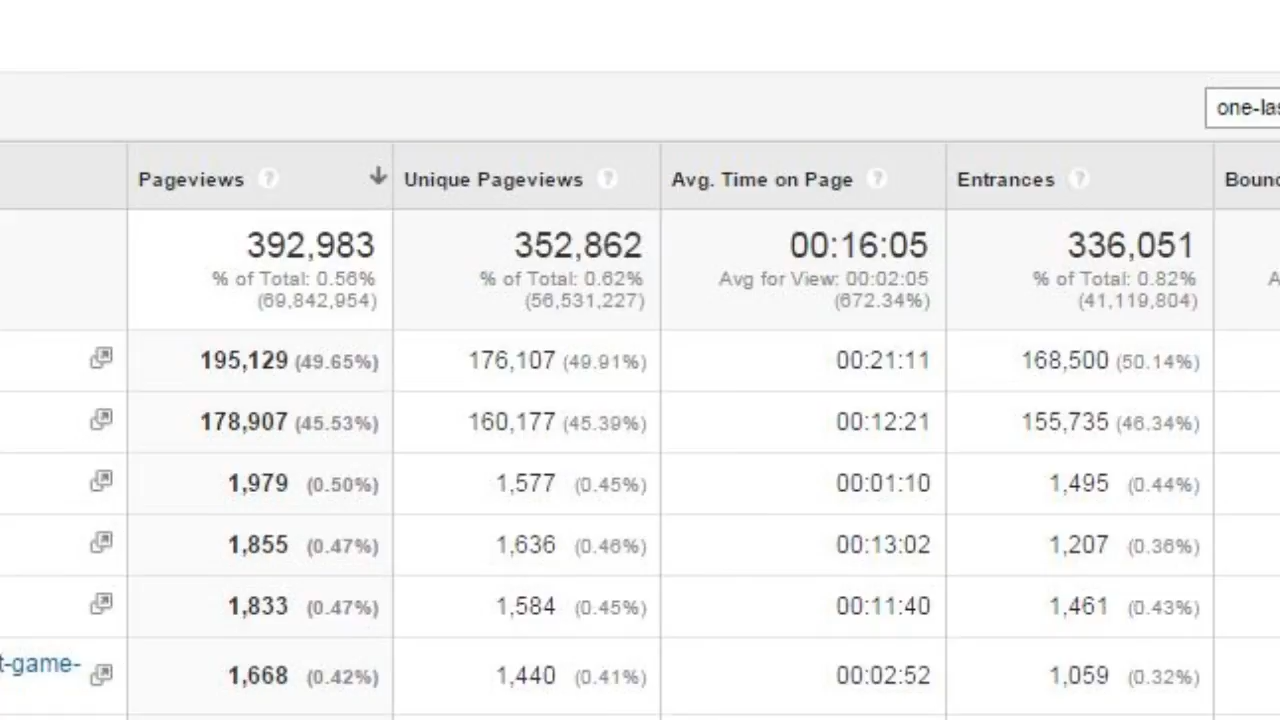 one-las
Pageviews ? Unique Pageviews ? Avg. Time on Page ? Entrances ? Bounc
392,983 352,862 00:16:05 336,051
% of Total: 0.56% % of Total: 0.62% Avg for View: 00:02:05 % of Total: 0.82% A
(69,842,954) (56,531,227) (672.34%) (41,119,804)
195,129 (49.65%) 176,107 (49.91%) 00:21:11 168,500 (50.14%)
178,907 (45.53%) 160,177 (45.39%) 00:12:21 155,735 (46.34%)
1,979 (0.50%) 1,577 (0.45%) 00:01:10 1,495 (0.44%)
1,855 (0.47%) 1,636 (0.46%) 00:13:02 1,207 (0.36%)
1,833 (0.47%) 1,584 (0.45%) 00:11:40 1,461 (0.43%)
t-game- 1,668 (0.42%) 1,440 (0.41%) 00:02:52 1,059 (0.32%)